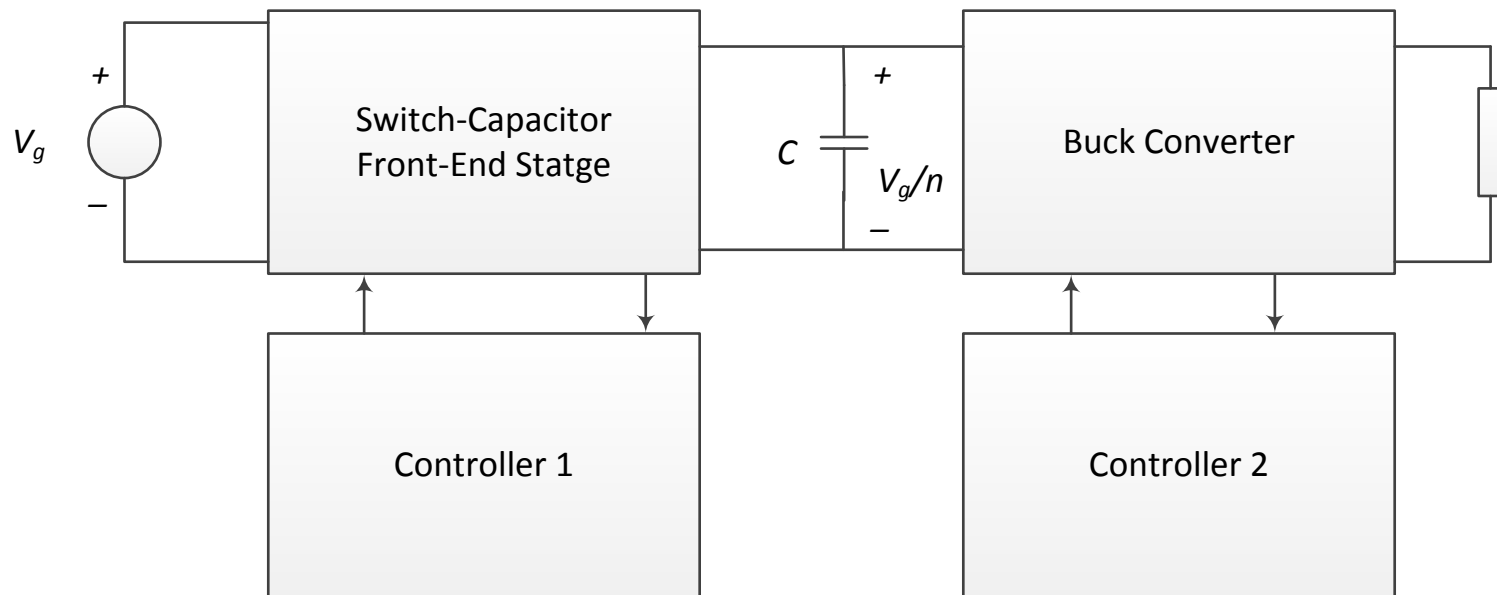 +
V_g
–
Switch-Capacitor
Front-End Statge
C
+
V_g/n
–
Buck Converter
Controller 1
Controller 2